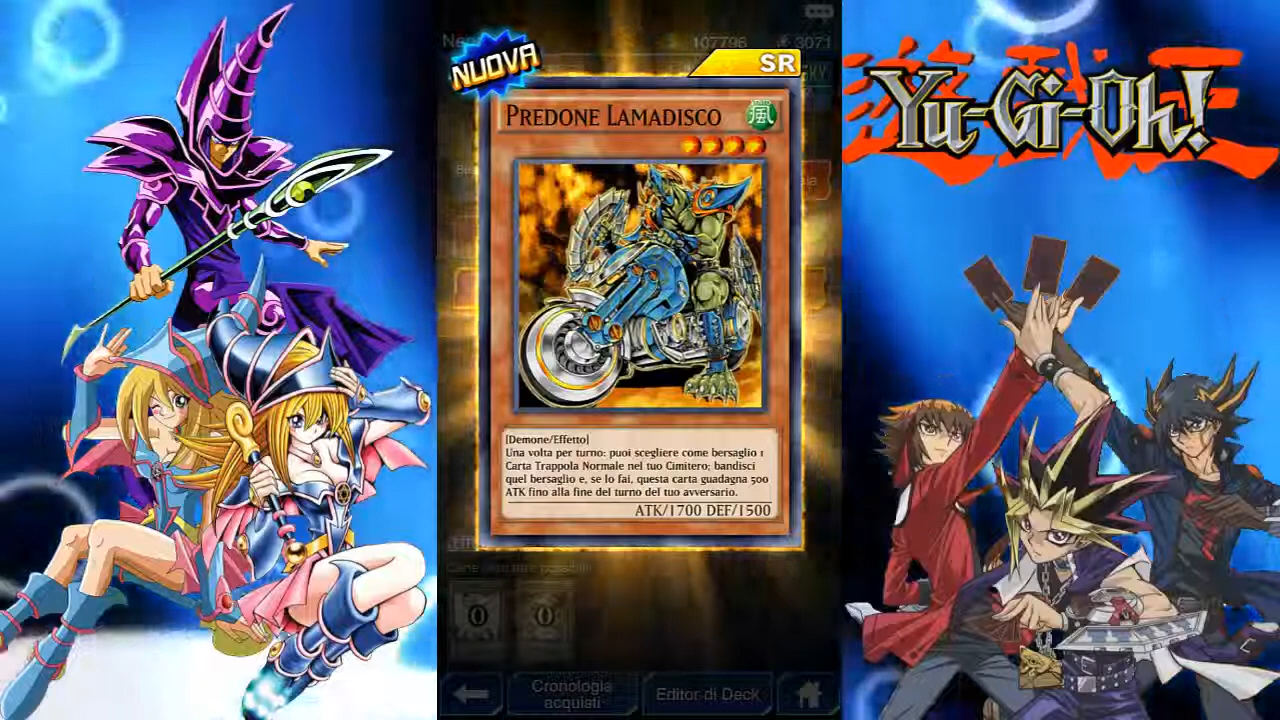 NUOVA
107796
3071
SR
PREDONE LAMADISCO
風
[Demone/Effetto]
Una volta per turno: puoi scegliere come bersaglio 1
Carta Trappola Normale nel tuo Cimitero; bandisci
quel bersaglio e, se lo fai, questa carta guadagna 500
ATK fino alla fine del turno del tuo avversario.
ATK/1700 DEF/1500
Cronologia
acquisti
Editor di Deck
Yu-Gi-Oh!